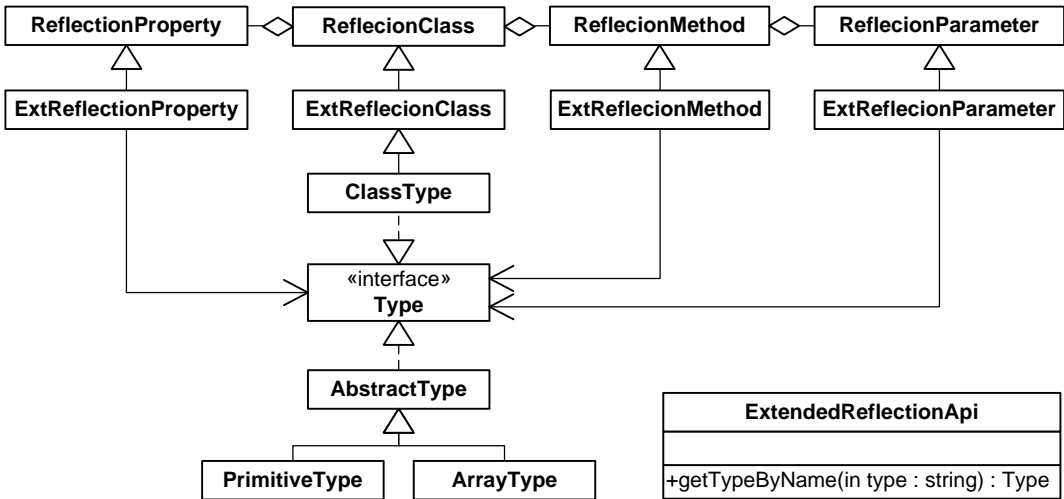 ReflectionProperty
ReflecionClass
ReflecionMethod
ReflecionParameter
ExtReflectionProperty
ExtReflecionClass
ExtReflecionMethod
ExtReflecionParameter
ClassType
«interface»
Type
AbstractType
PrimitiveType
ArrayType
ExtendedReflectionApi
+getTypeByName(in type : string) : Type